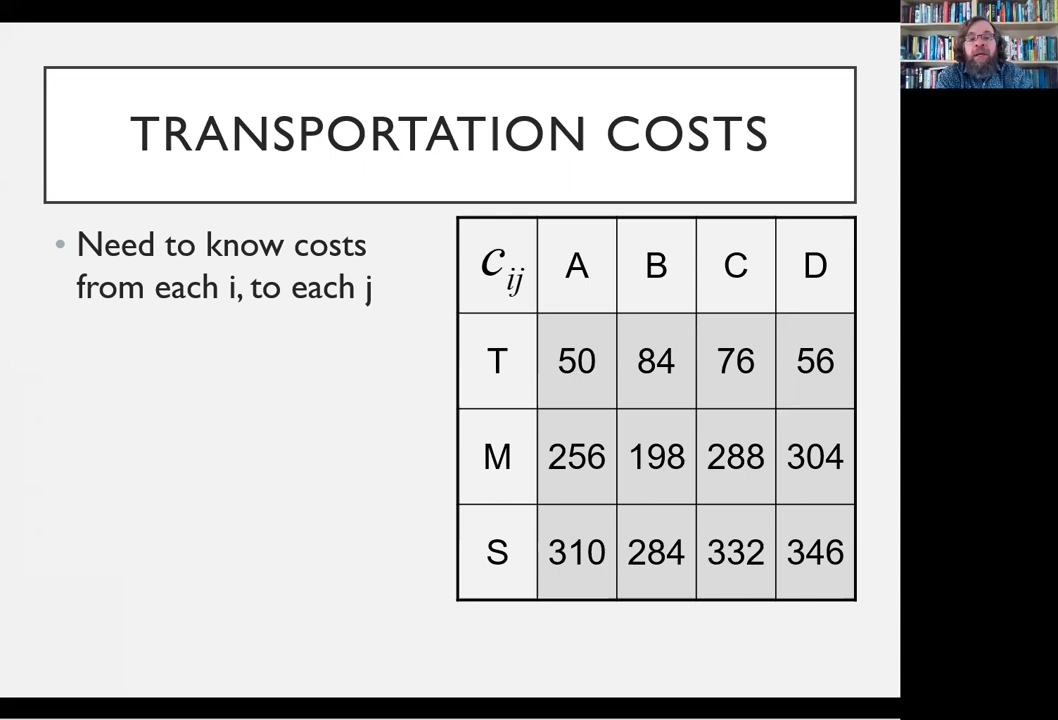 TRANSPORTATION COSTS
• Need to know costs
from each i, to each j
c_ij A B C D
T 50 84 76 56
M 256 198 288 304
S 310 284 332 346